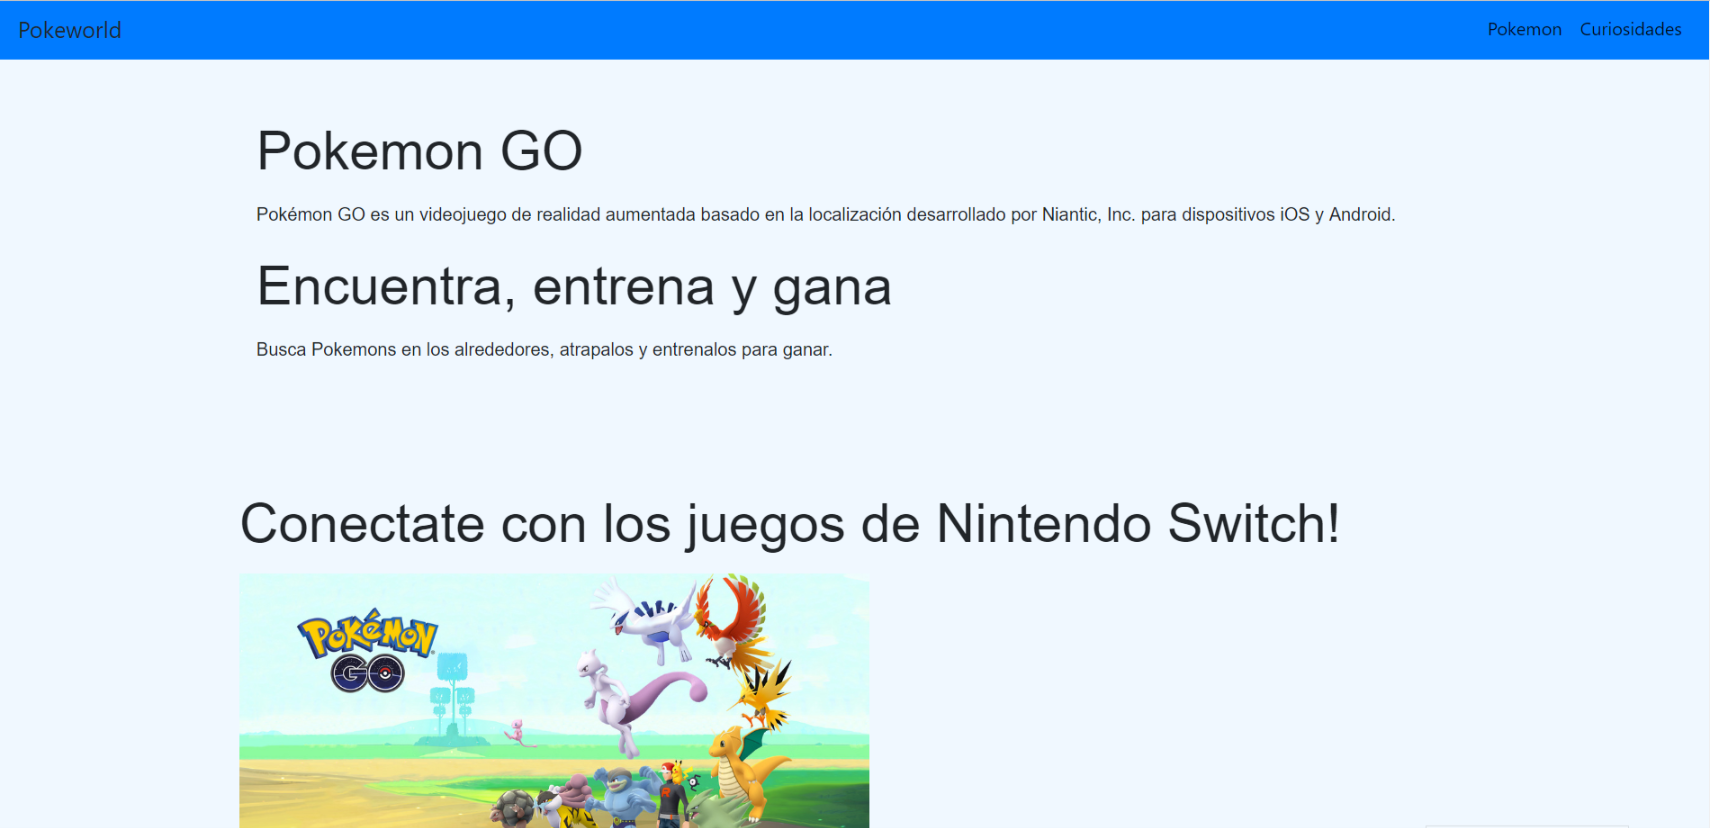 Pokeworld
Pokemon Curiosidades
Pokemon GO
Pokémon GO es un videojuego de realidad aumentada basado en la localización desarrollado por Niantic, Inc. para dispositivos iOS y Android.
Encuentra, entrena y gana
Busca Pokemons en los alrededores, atrapalos y entrenalos para ganar.
Conectate con los juegos de Nintendo Switch!
POKéMON
GO
R